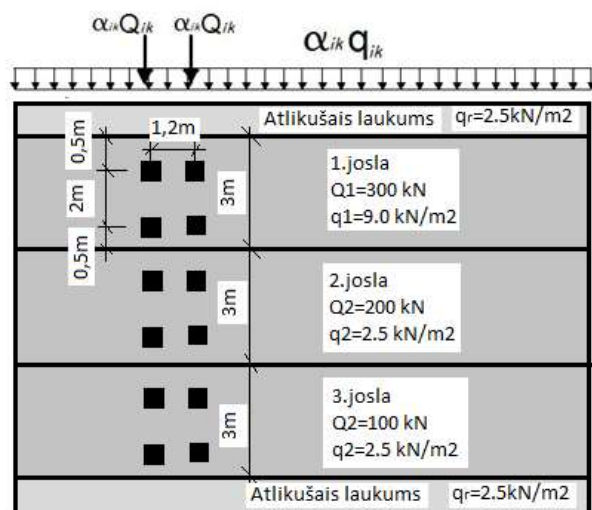 αikQik αikQik
αik qik
Atlikušais laukums qr=2.5kN/m2
0,5m
1,2m
2m
3m
1.josla
Q1=300 kN
q1=9.0 kN/m2
0,5m
3m
2.josla
Q2=200 kN
q2=2.5 kN/m2
3m
3.josla
Q2=100 kN
q2=2.5 kN/m2
Atlikušais laukums qr=2.5kN/m2